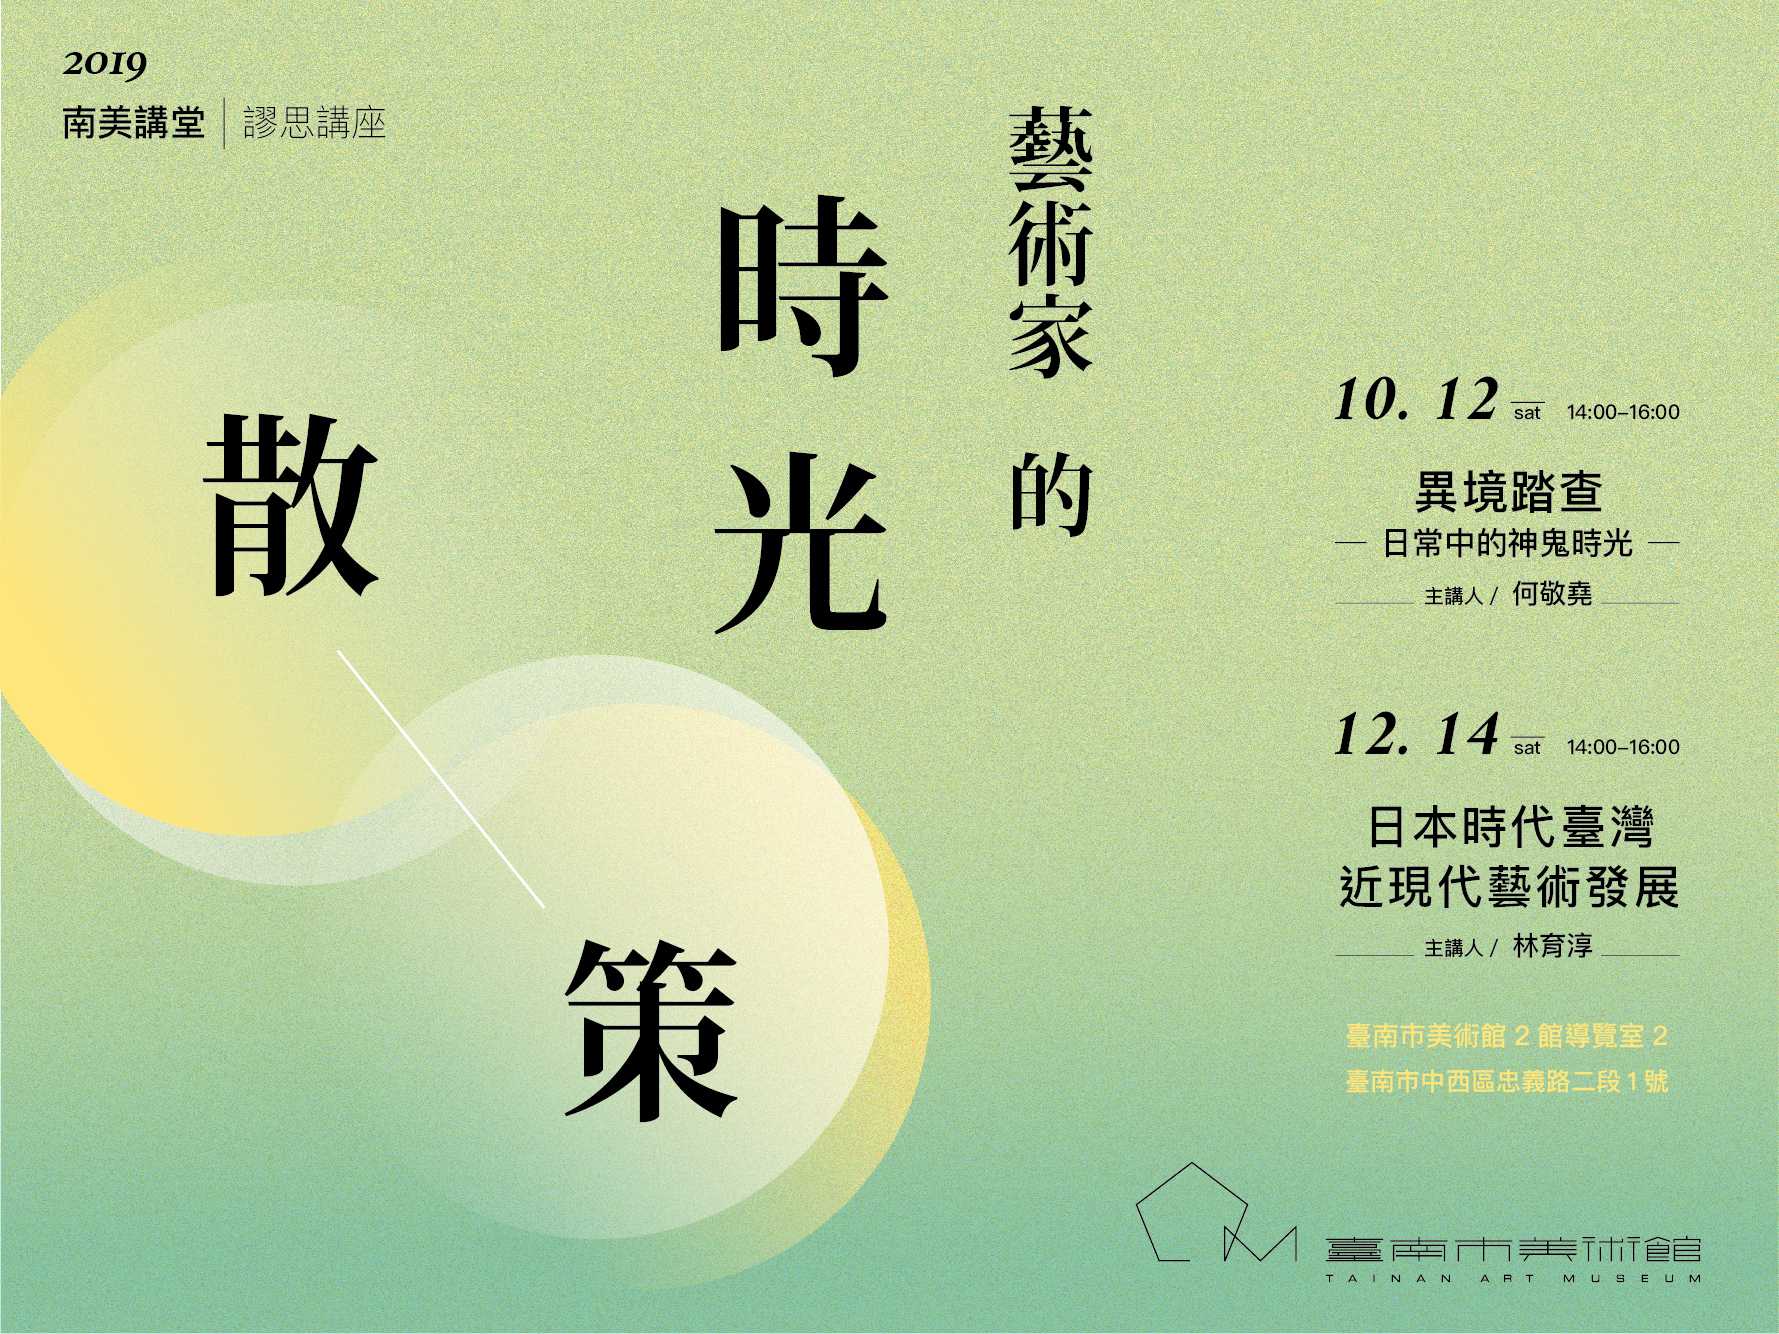 2019
南美講堂｜謬思講座
藝術家的
時光
散策
10. 12 sat 14:00–16:00
異境踏查
— 日常中的神鬼時光 —
主講人 / 何敬堯
12. 14 sat 14:00–16:00
日本時代臺灣
近現代藝術發展
主講人 / 林育淳
臺南市美術館 2 館導覽室 2
臺南市中西區忠義路二段 1 號
臺南市美術館
TAINAN ART MUSEUM